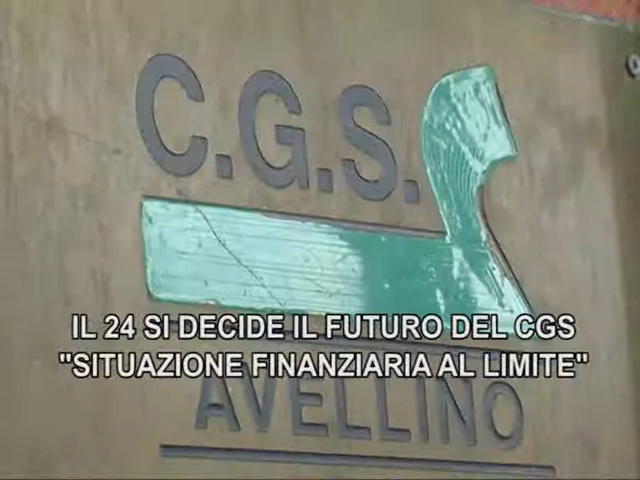 C.G.S.
IL 24 SI DECIDE IL FUTURO DEL CGS
"SITUAZIONE FINANZIARIA AL LIMITE"
AVELLINO